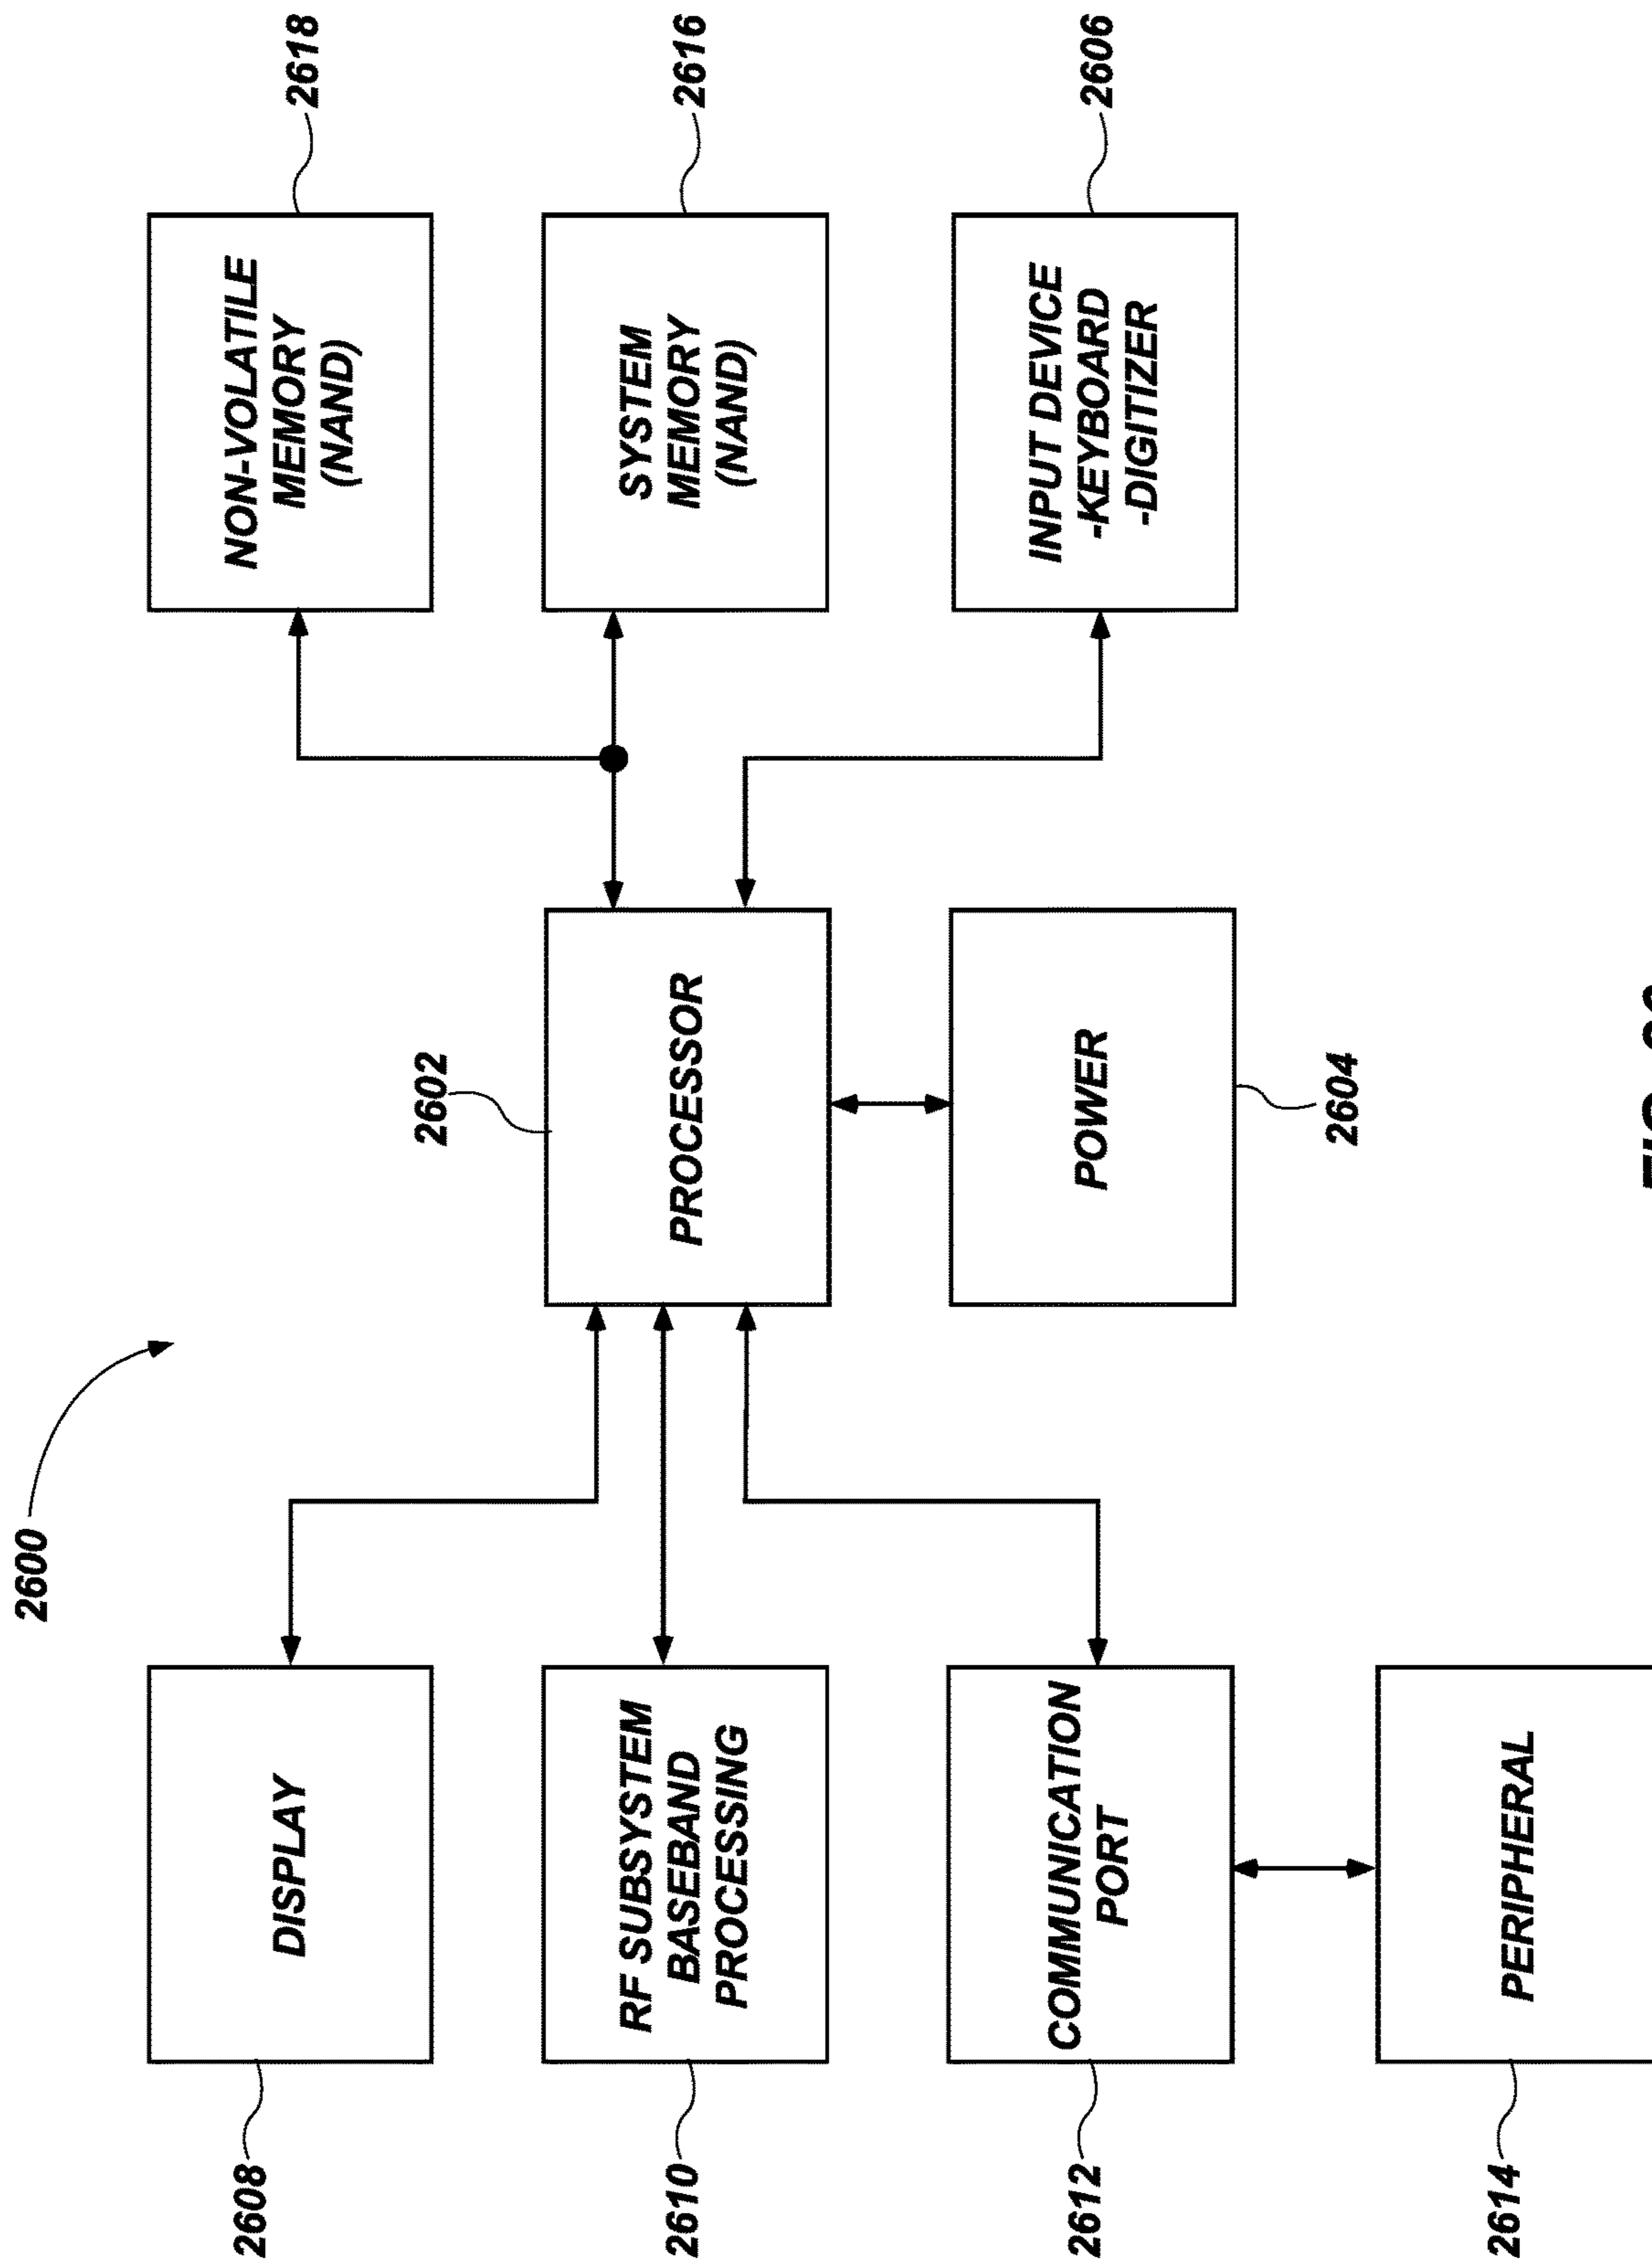 2600
2608
DISPLAY
NON-VOLATILE
MEMORY
(NAND)
2618
2602
2610
RF SUBSYSTEM
BASEBAND
PROCESSING
PROCESSOR
SYSTEM
MEMORY
(NAND)
2616
2612
COMMUNICATION
PORT
POWER
2604
INPUT DEVICE
-KEYBOARD
-DIGITIZER
2606
2614
PERIPHERAL